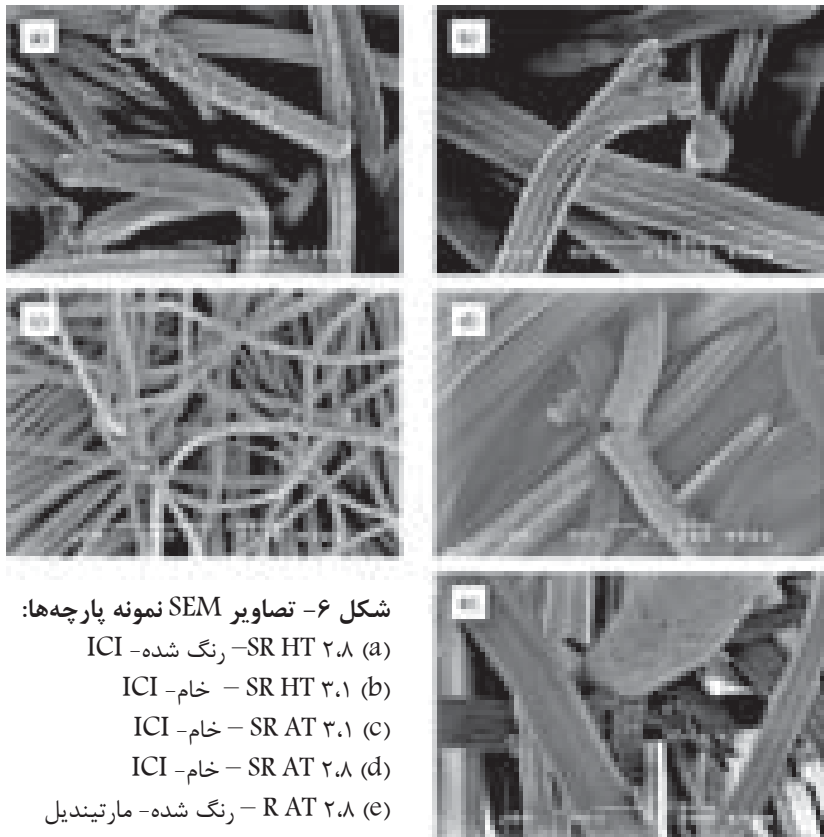 a)
b)
c)
d)
e)
شکل ۶- تصاویر SEM نمونه پارچه‌ها:
(a) SR HT ۲،۸– رنگ شده- ICI
(b) SR HT ۳،۱ – خام- ICI
(c) SR AT ۳،۱ – خام- ICI
(d) SR AT ۲،۸ – خام- ICI
(e) R AT ۲،۸ – رنگ شده- مارتیندیل